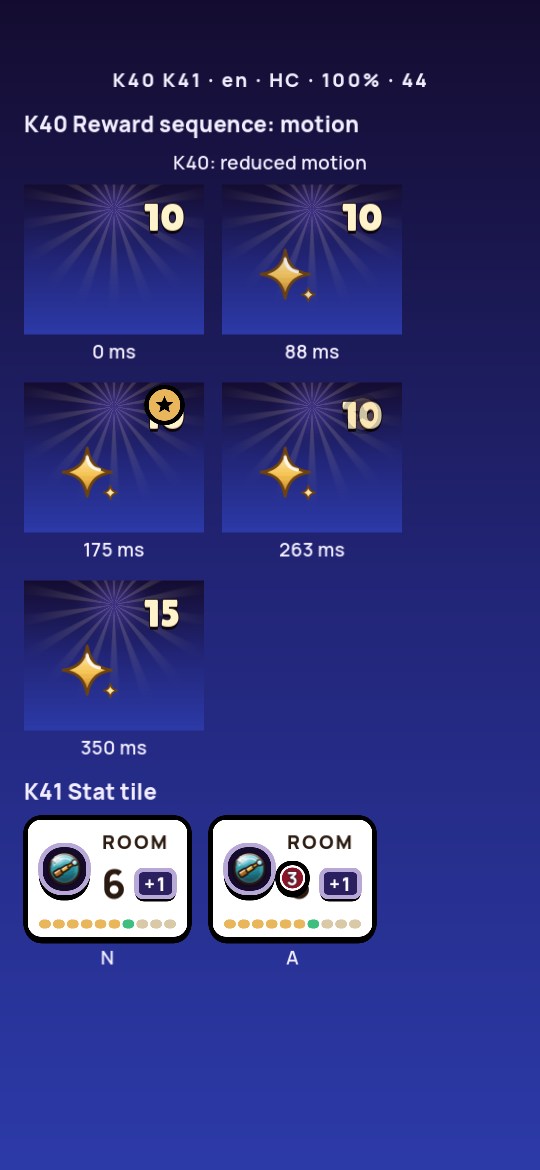 K40 K41 · en · HC · 100% · 44
K40 Reward sequence: motion
K40: reduced motion
10
10
0 ms
88 ms
10
175 ms
263 ms
15
350 ms
K41 Stat tile
ROOM
ROOM
6 +1
3 +1
N
A